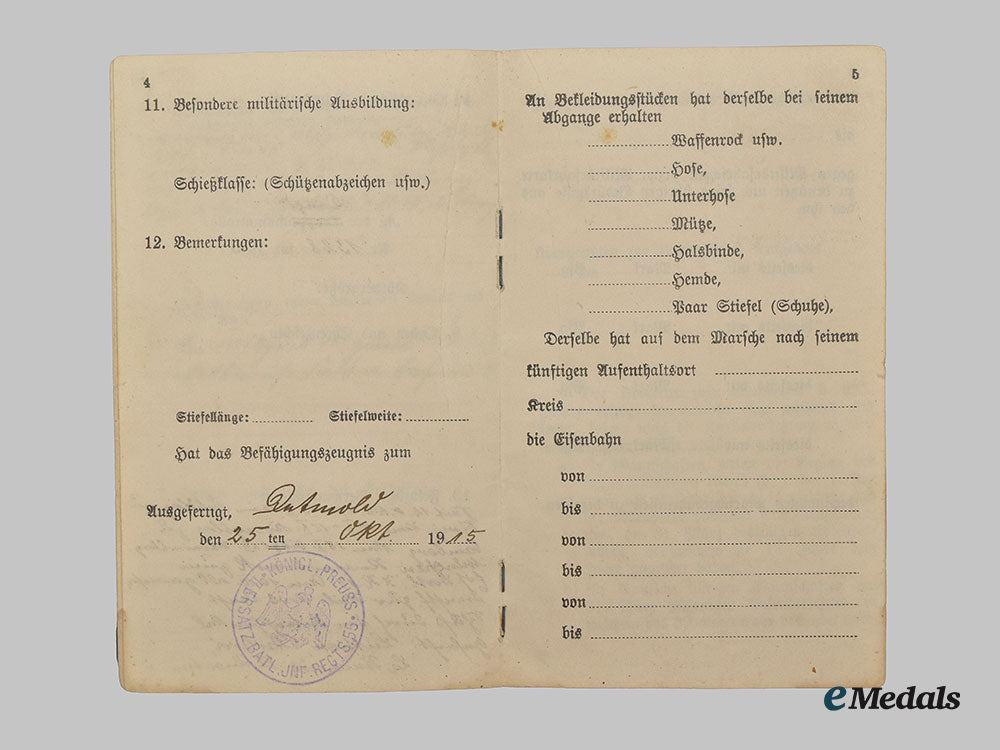 4
11. Besondere militärische Ausbildung:
Schießklasse: (Schützenabzeichen usw.)
12. Bemerkungen:
Stiefellänge: Stiefelweite:
Hat das Befähigungszeugnis zum
Ausgefertigt, Detmold
den 25 ten Okt 1915
KÖNIGL. PREUSS. ERSATZ-BATL. JNF. REGTS. 55
5
An Bekleidungsstücken hat derselbe bei seinem
Abgange erhalten
Waffenrock usw.
Hose,
Unterhose
Mütze,
Halsbinde,
Hemde,
Paar Stiefel (Schuhe),
Derselbe hat auf dem Marsche nach seinem
künftigen Aufenthaltsort
Kreis
die Eisenbahn
von
bis
von
bis
von
bis
eMedals